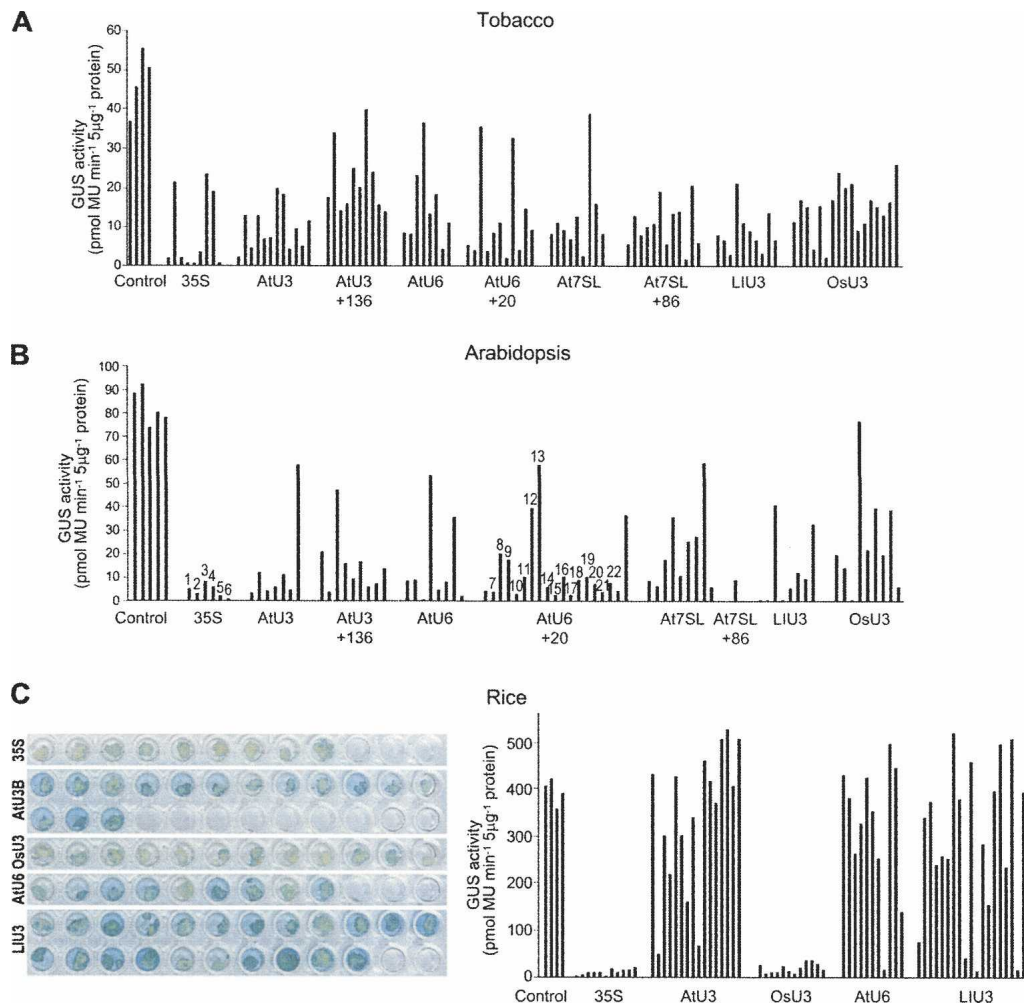 A
Tobacco
GUS activity
(pmol MU min-1 5µg-1 protein)
60
50
40
30
20
10
0
Control 35S AtU3 AtU3 AtU6 AtU6 At7SL At7SL LIU3 OsU3
+136 +20 +86
B
Arabidopsis
GUS activity
(pmol MU min-1 5µg-1 protein)
100
90
80
70
60
50
40
30
20
10
0
1 2 3 4 5 6 7 8 9 10 11 12 13 14 15 16 17 18 19 20 21 22
Control 35S AtU3 AtU3 AtU6 AtU6 At7SL At7SL LIU3 OsU3
+136 +20 +86
C
Rice
35S
AtU3B
OsU3
AtU6
LIU3
GUS activity
(pmol MU min-1 5µg-1 protein)
500
400
300
200
100
0
Control 35S AtU3 OsU3 AtU6 LIU3